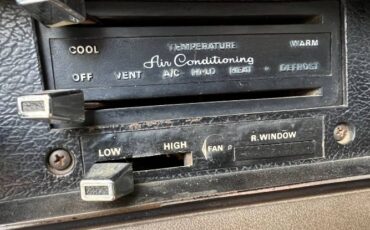 COOL TEMPERATURE WARM
Air Conditioning
OFF VENT A/C HI-LO HEAT DEFROST
LOW HIGH FAN R.WINDOW